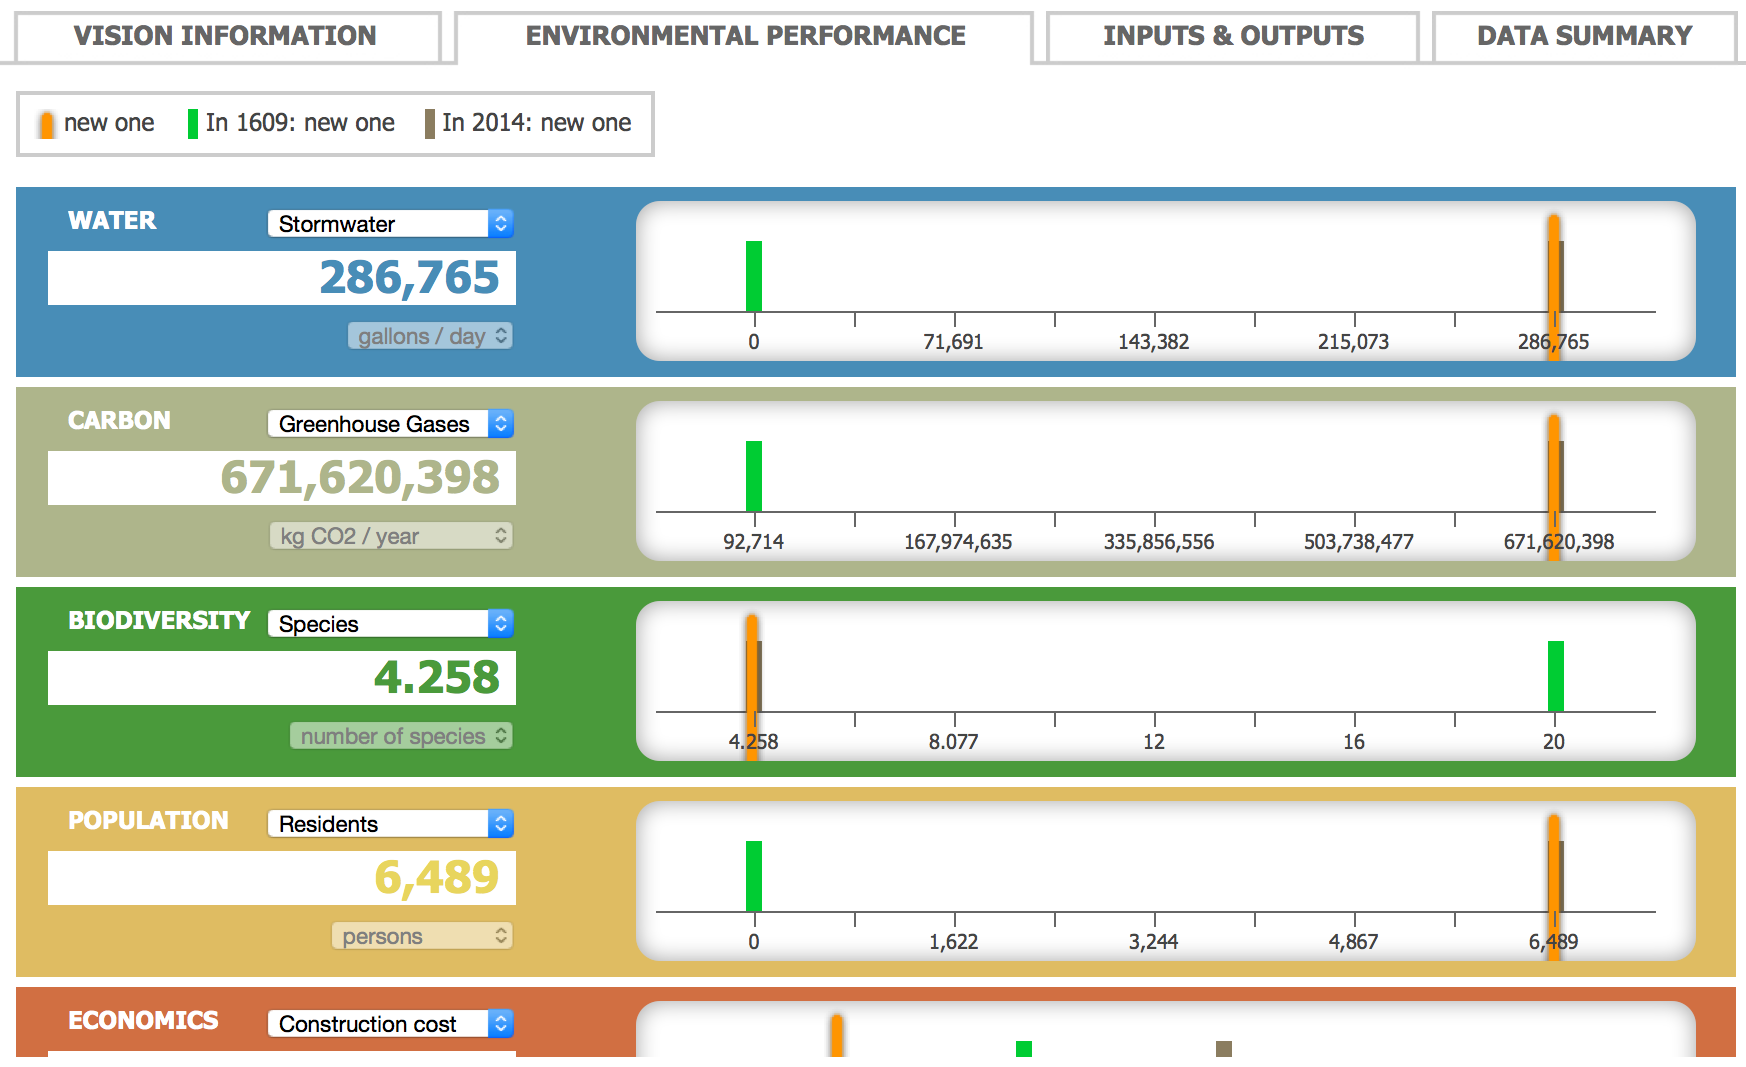 VISION INFORMATION ENVIRONMENTAL PERFORMANCE INPUTS & OUTPUTS DATA SUMMARY
new one In 1609: new one In 2014: new one
WATER Stormwater
286,765
gallons / day
0 71,691 143,382 215,073 286,765
CARBON Greenhouse Gases
671,620,398
kg CO2 / year
92,714 167,974,635 335,856,556 503,738,477 671,620,398
BIODIVERSITY Species
4.258
number of species
4.258 8.077 12 16 20
POPULATION Residents
6,489
persons
0 1,622 3,244 4,867 6,489
ECONOMICS Construction cost